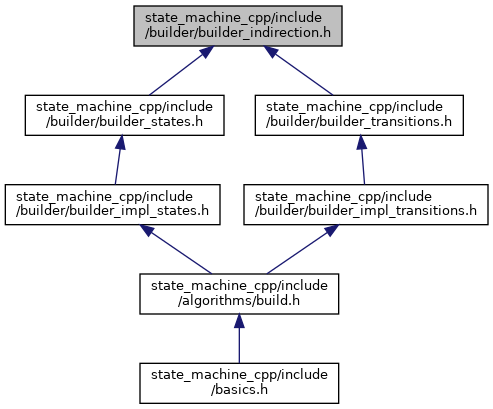 state_machine_cpp/include
/builder/builder_indirection.h
state_machine_cpp/include
/builder/builder_states.h
state_machine_cpp/include
/builder/builder_transitions.h
state_machine_cpp/include
/builder/builder_impl_states.h
state_machine_cpp/include
/builder/builder_impl_transitions.h
state_machine_cpp/include
/algorithms/build.h
state_machine_cpp/include
/basics.h